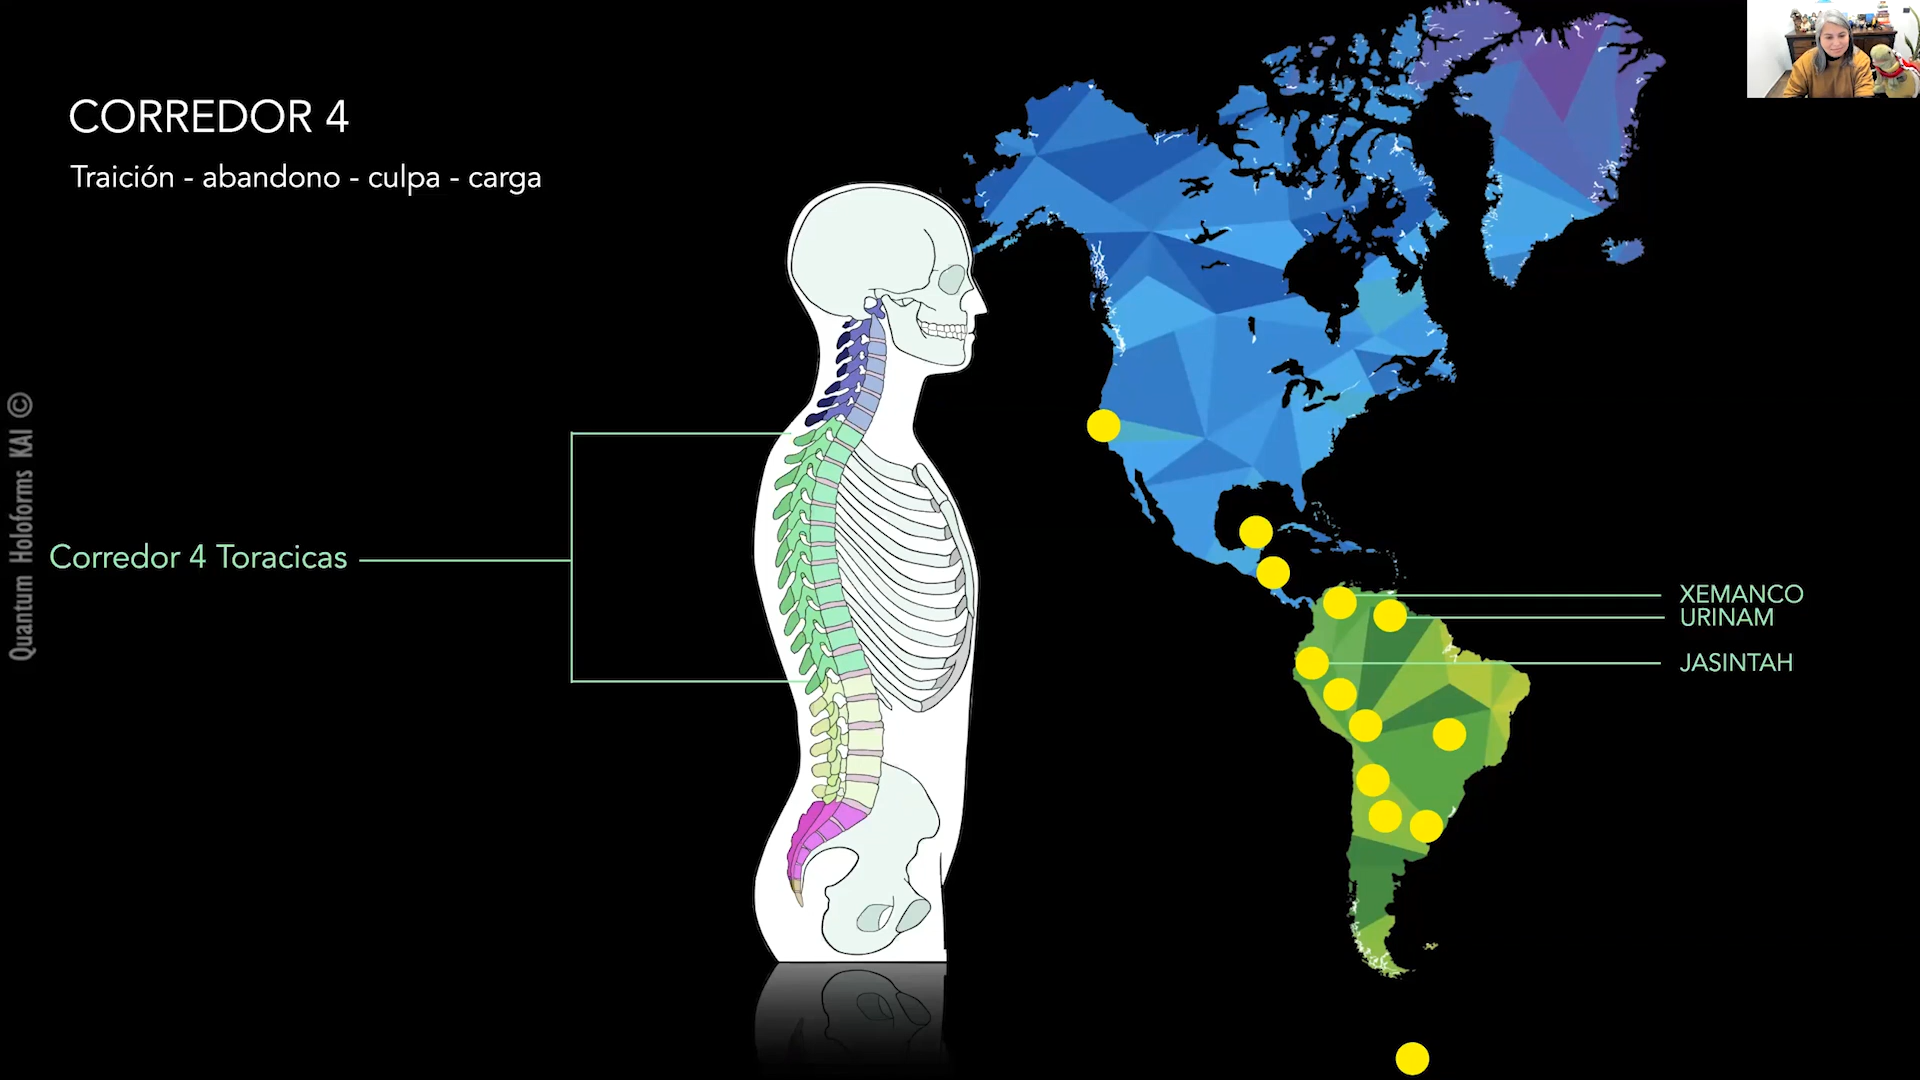 CORREDOR 4
Traición - abandono - culpa - carga
Quantum Holoforms KAI ©
Corredor 4 Toracicas
XEMANCO
URINAM
JASINTAH